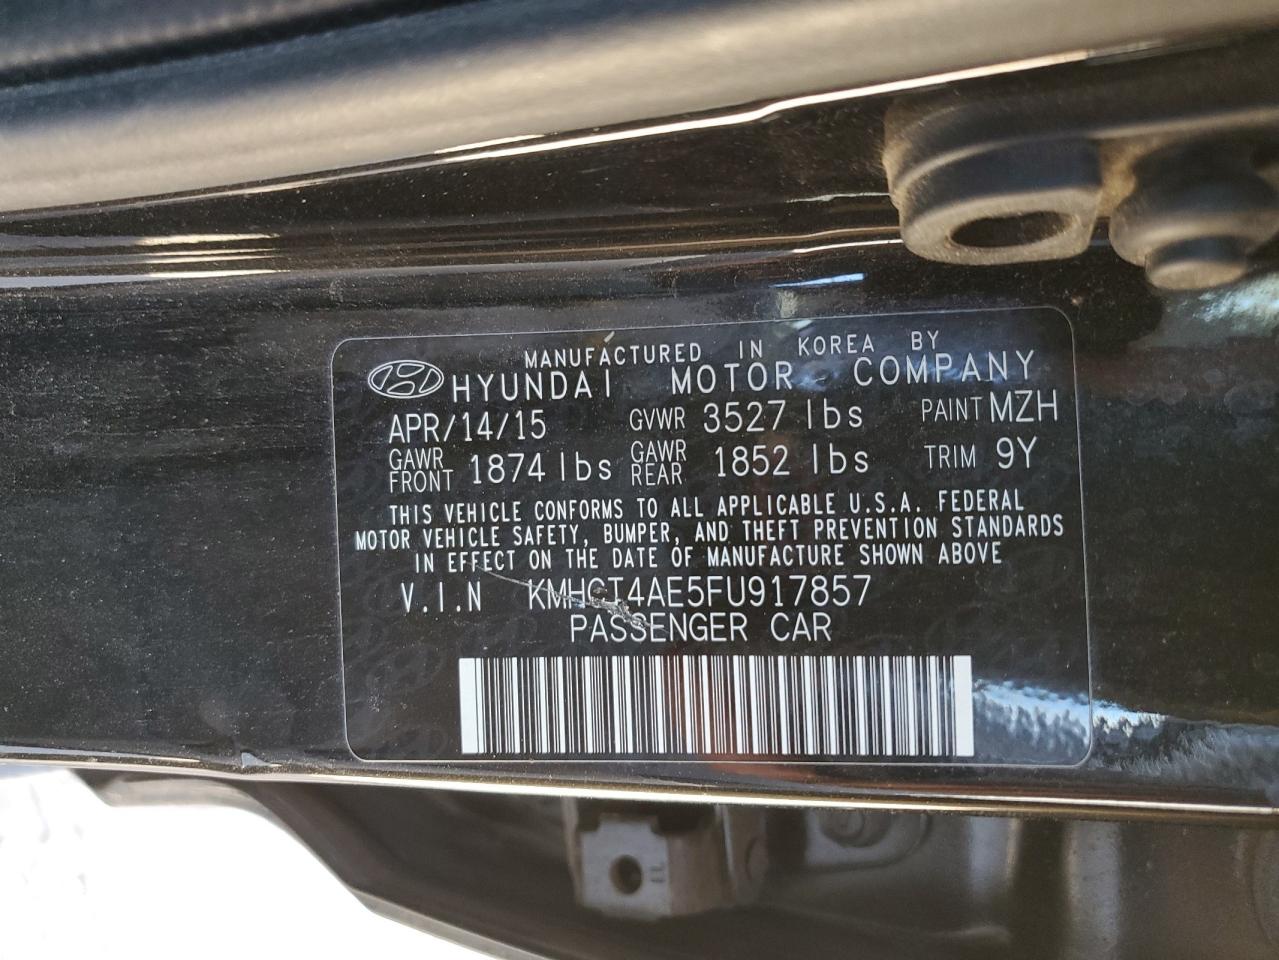 MANUFACTURED IN KOREA BY
HYUNDAI MOTOR COMPANY
APR/14/15 GVWR 3527 lbs PAINT MZH
GAWR FRONT 1874 lbs GAWR REAR 1852 lbs TRIM 9Y
THIS VEHICLE CONFORMS TO ALL APPLICABLE U.S.A. FEDERAL
MOTOR VEHICLE SAFETY, BUMPER, AND THEFT PREVENTION STANDARDS
IN EFFECT ON THE DATE OF MANUFACTURE SHOWN ABOVE
V.I.N KMHCT4AE5FU917857
PASSENGER CAR